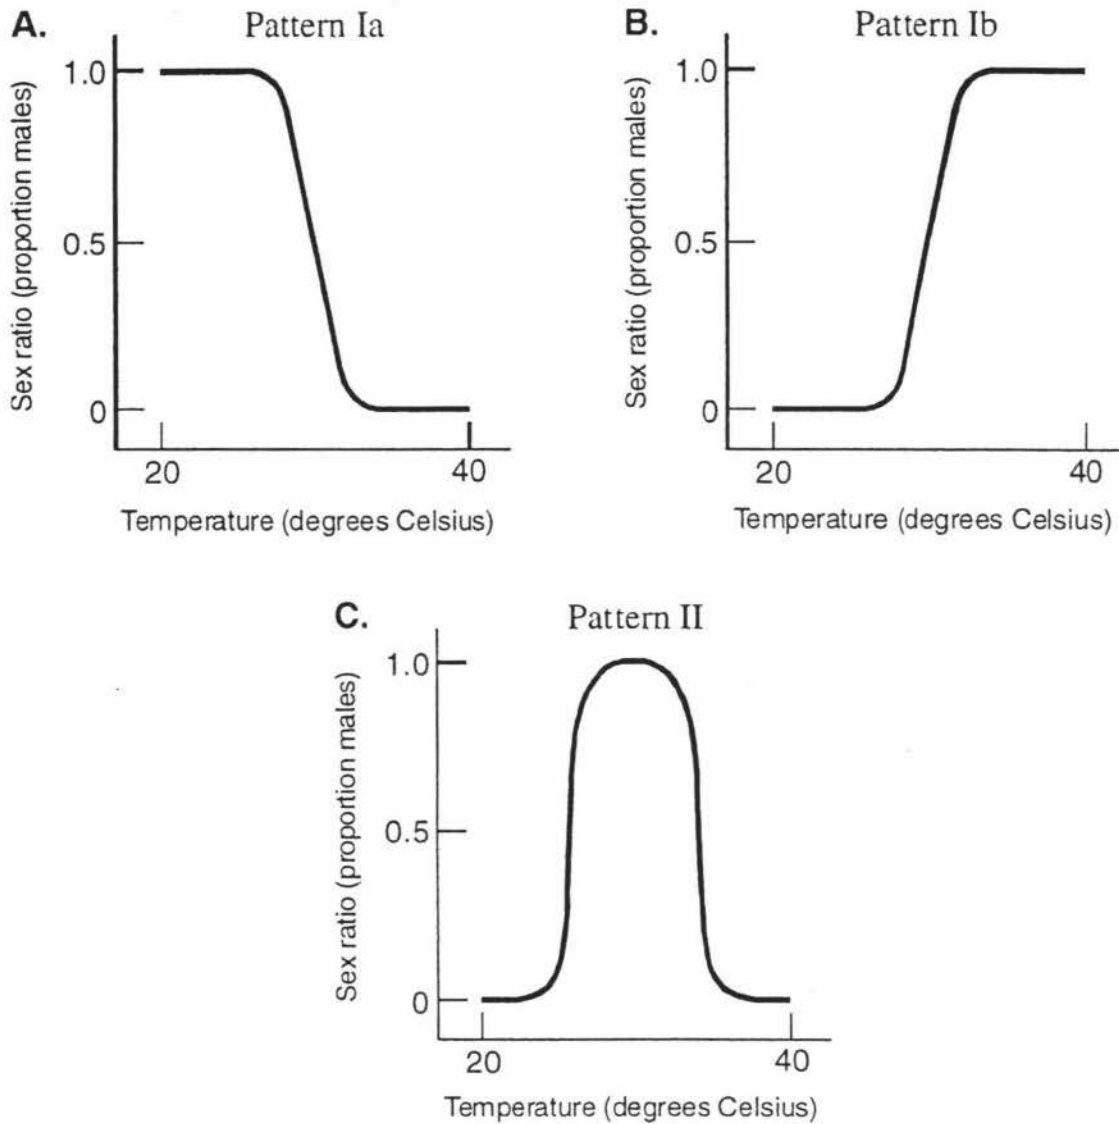 A. Pattern Ia
Sex ratio (proportion males)
1.0
0.5
0
20 40
Temperature (degrees Celsius)
B. Pattern Ib
Sex ratio (proportion males)
1.0
0.5
0
20 40
Temperature (degrees Celsius)
C. Pattern II
Sex ratio (proportion males)
1.0
0.5
0
20 40
Temperature (degrees Celsius)